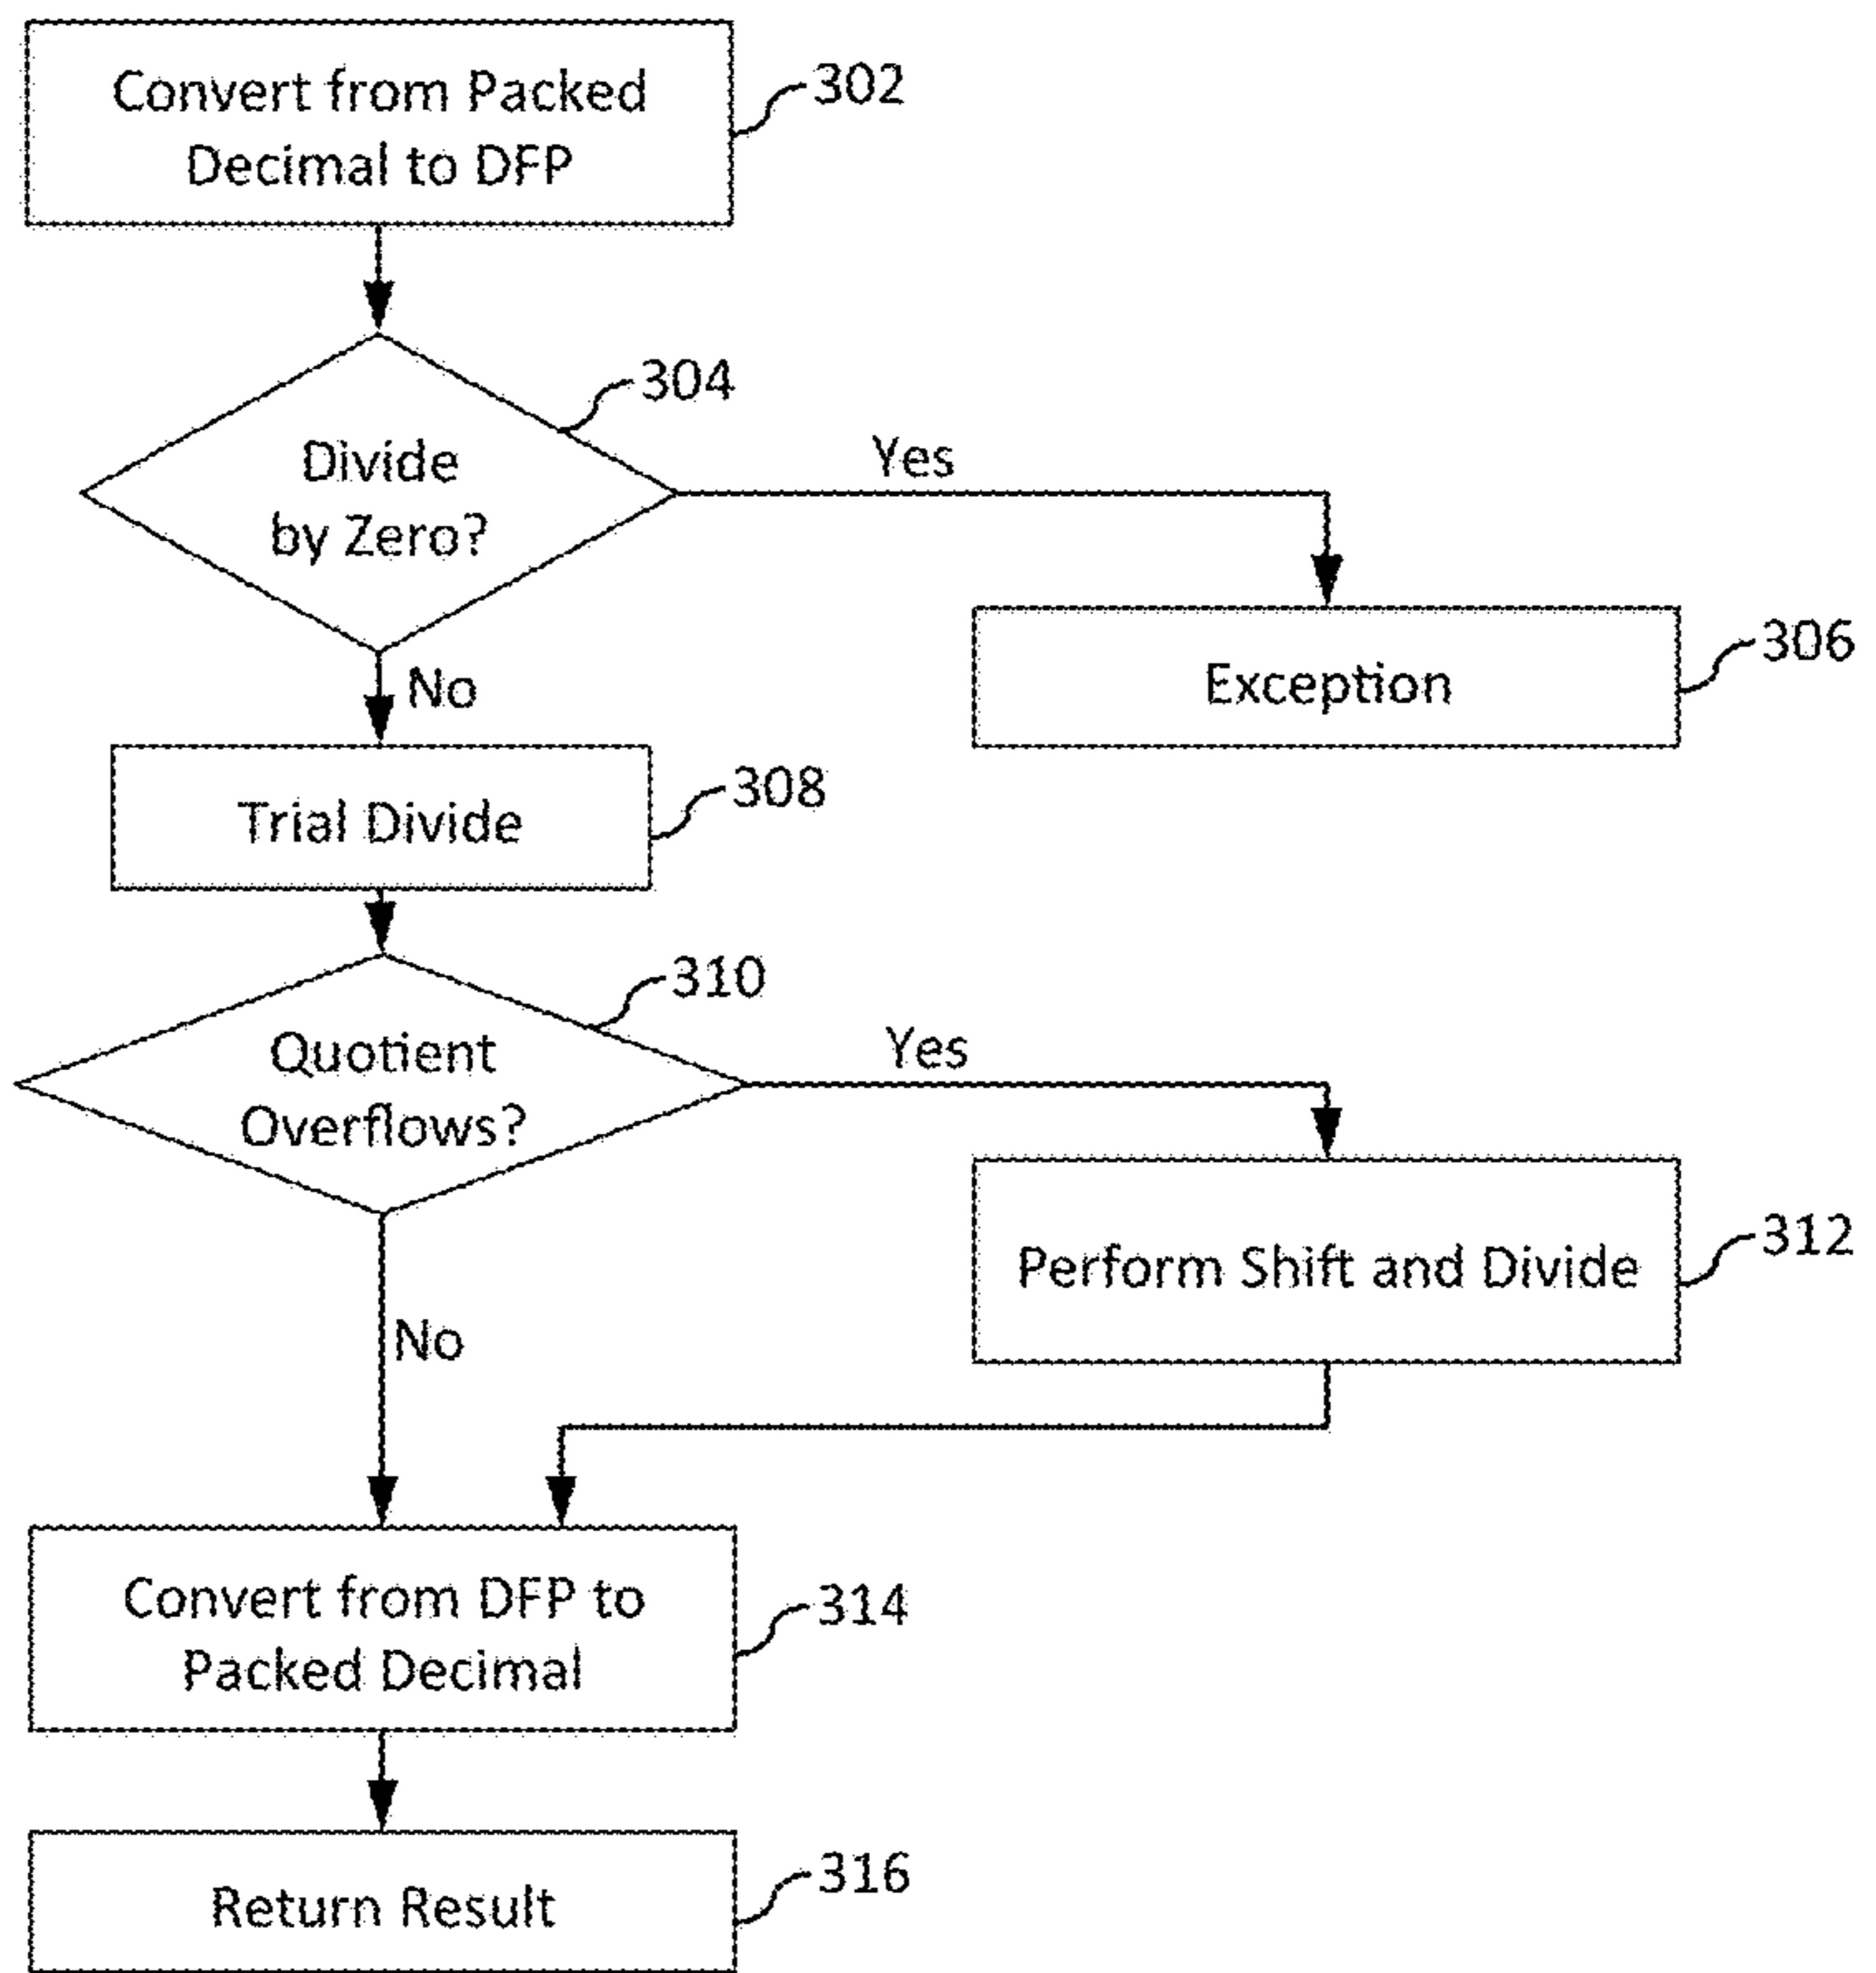 Convert from Packed
Decimal to DFP
302
304
Divide
by Zero?
Yes
306
Exception
No
308
Trial Divide
310
Quotient
Overflows?
Yes
312
Perform Shift and Divide
No
Convert from DFP to
Packed Decimal
314
316
Return Result